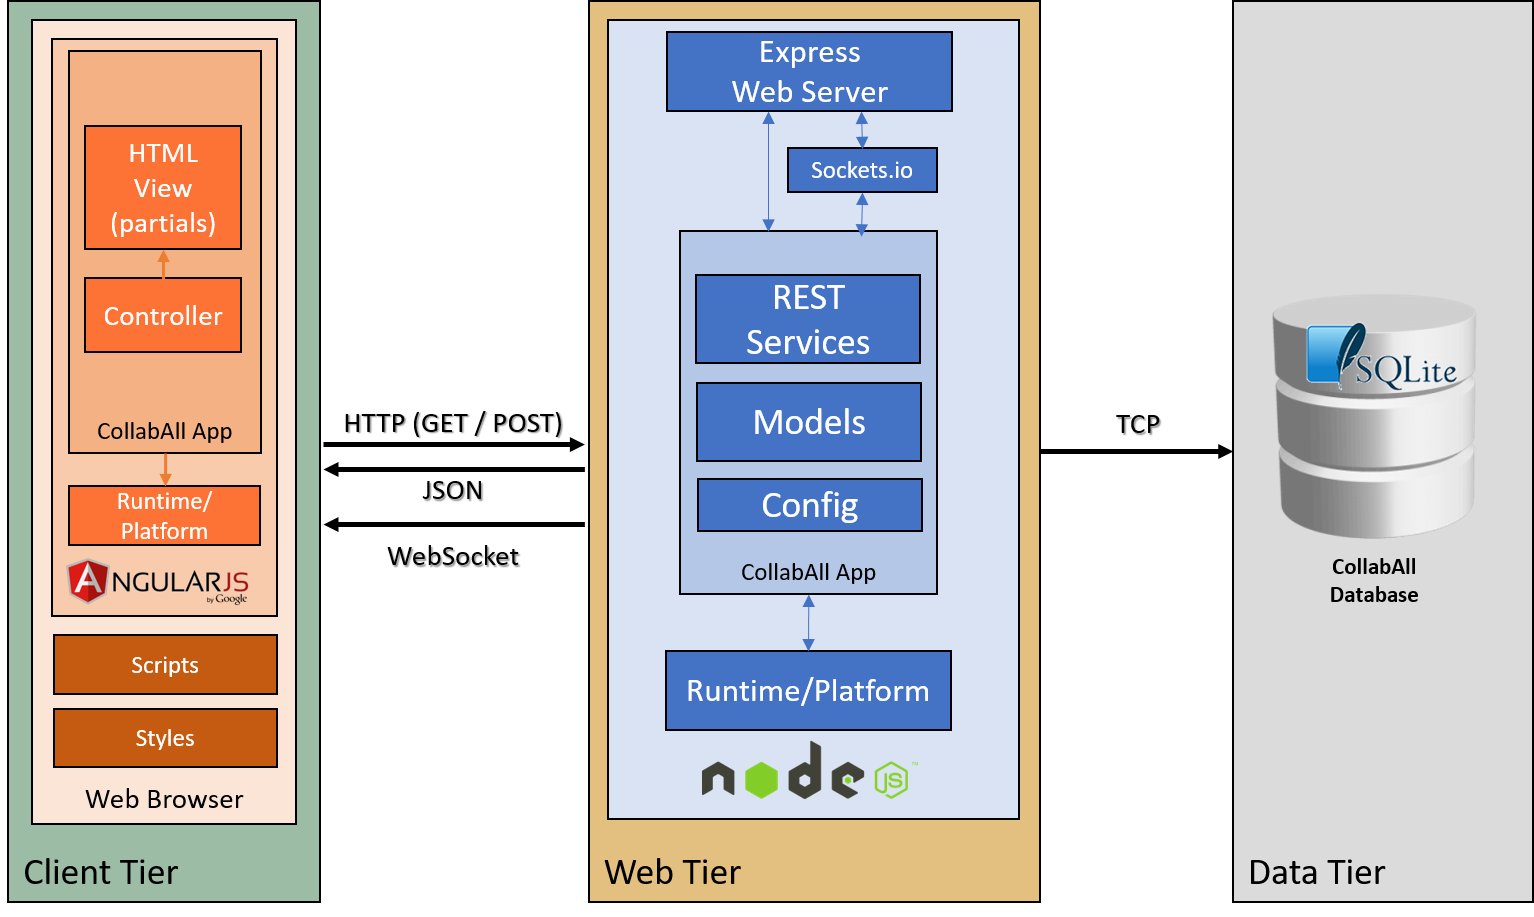 HTML
View
(partials)
Controller
CollabAll App
Runtime/
Platform
ANGULARJS
by Google
Scripts
Styles
Web Browser
Client Tier
HTTP (GET / POST)
JSON
WebSocket
Express
Web Server
Sockets.io
REST
Services
Models
Config
CollabAll App
Runtime/Platform
node
JS
™
Web Tier
TCP
SQLite
CollabAll
Database
Data Tier